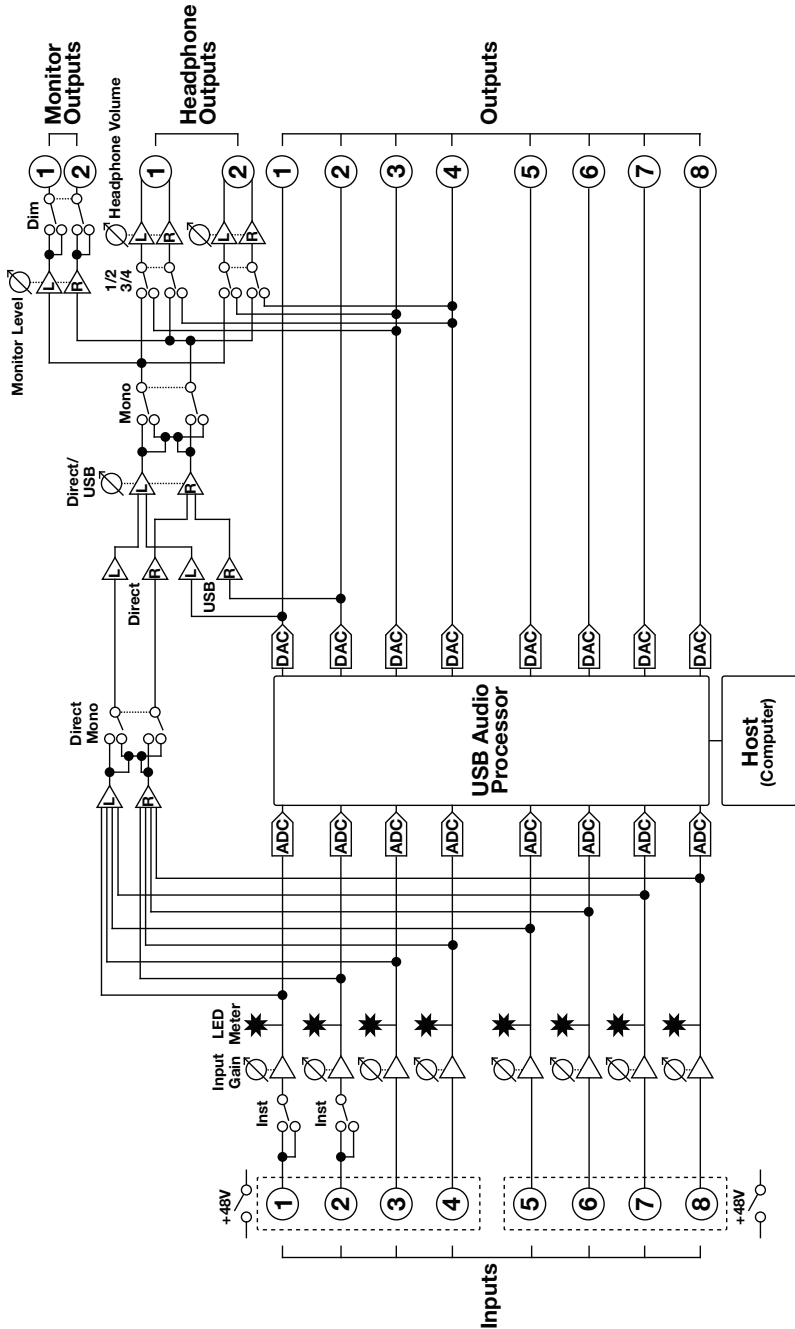 Monitor
Outputs
Headphone
Outputs
Outputs
1
2
Headphone Volume
1
2
1
2
3
4
5
6
7
8
Dim
Monitor Level
L
R
1/2
3/4
L
R
L
R
Mono
Direct/
USB
L
R
L
R
Direct
L
R
USB
Direct
Mono
L
R
DAC
DAC
DAC
DAC
DAC
DAC
DAC
DAC
USB Audio
Processor
Host
(Computer)
ADC
ADC
ADC
ADC
ADC
ADC
ADC
ADC
LED
Meter
Input
Gain
Inst
Inst
+48V
1
2
3
4
5
6
7
8
+48V
Inputs